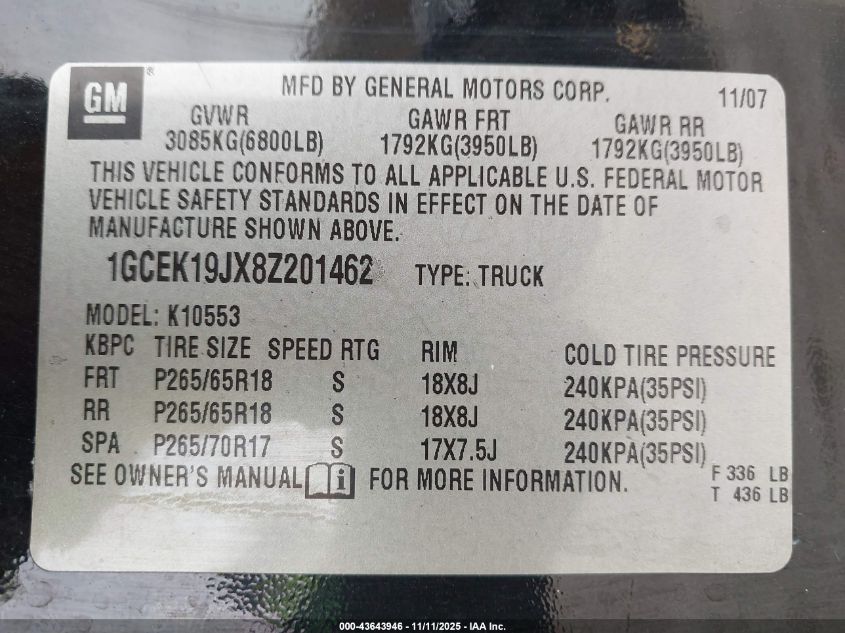 GM ®
MFD BY GENERAL MOTORS CORP. 11/07
GVWR GAWR FRT GAWR RR
3085KG(6800LB) 1792KG(3950LB) 1792KG(3950LB)
THIS VEHICLE CONFORMS TO ALL APPLICABLE U.S. FEDERAL MOTOR
VEHICLE SAFETY STANDARDS IN EFFECT ON THE DATE OF
MANUFACTURE SHOWN ABOVE.
1GCEK19JX8Z201462 TYPE: TRUCK
MODEL: K10553
KBPC TIRE SIZE SPEED RTG RIM COLD TIRE PRESSURE
FRT P265/65R18 S 18X8J 240KPA(35PSI)
RR P265/65R18 S 18X8J 240KPA(35PSI)
SPA P265/70R17 S 17X7.5J 240KPA(35PSI)
SEE OWNER'S MANUAL i FOR MORE INFORMATION.
F 336 LB
T 436 LB
000-43643946 - 11/11/2025 - IAA Inc.